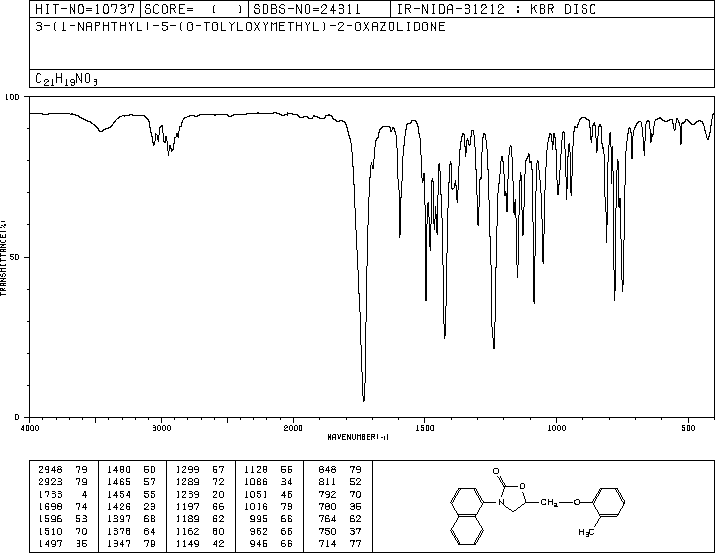 HIT-NO=10737 SCORE= ( ) SDBS-NO=24311 IR-NIDA-31212 : KBR DISC
3-(1-NAPHTHYL)-5-(O-TOLYLOXYMETHYL)-2-OXAZOLIDONE
C21H19NO3
100
50
0
TRANSMITTANCE(%)
4000 3000 2000 1500 1000 500
WAVENUMBER(-1)
2948 79 1480 50 1299 57 1128 55 848 79
2923 79 1465 57 1289 72 1086 34 811 52
1733 4 1454 55 1239 20 1051 46 792 70
1698 74 1426 23 1197 66 1016 79 780 35
1596 53 1397 68 1189 62 995 66 764 62
1510 70 1378 64 1162 60 962 66 750 37
1497 35 1347 79 1149 42 946 66 714 77
O
O
N
CH2
O
H3C